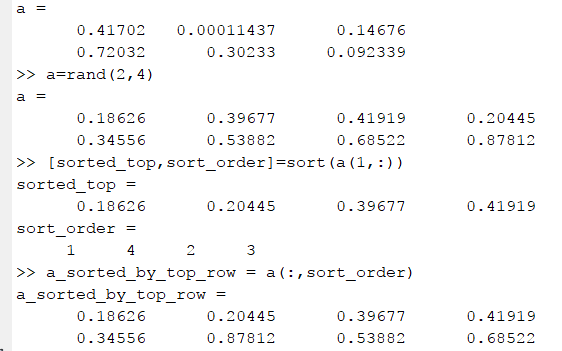 a =
0.41702 0.00011437 0.14676
0.72032 0.30233 0.092339
>> a=rand(2,4)
a =
0.18626 0.39677 0.41919 0.20445
0.34556 0.53882 0.68522 0.87812
>> [sorted_top,sort_order]=sort(a(1,:))
sorted_top =
0.18626 0.20445 0.39677 0.41919
sort_order =
1 4 2 3
>> a_sorted_by_top_row = a(:,sort_order)
a_sorted_by_top_row =
0.18626 0.20445 0.39677 0.41919
0.34556 0.87812 0.53882 0.68522